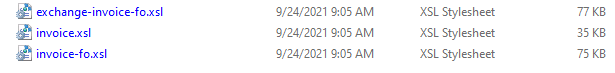 exchange-invoice-fo.xsl 9/24/2021 9:05 AM XSL Stylesheet 77 KB
invoice.xsl 9/24/2021 9:05 AM XSL Stylesheet 35 KB
invoice-fo.xsl 9/24/2021 9:05 AM XSL Stylesheet 75 KB